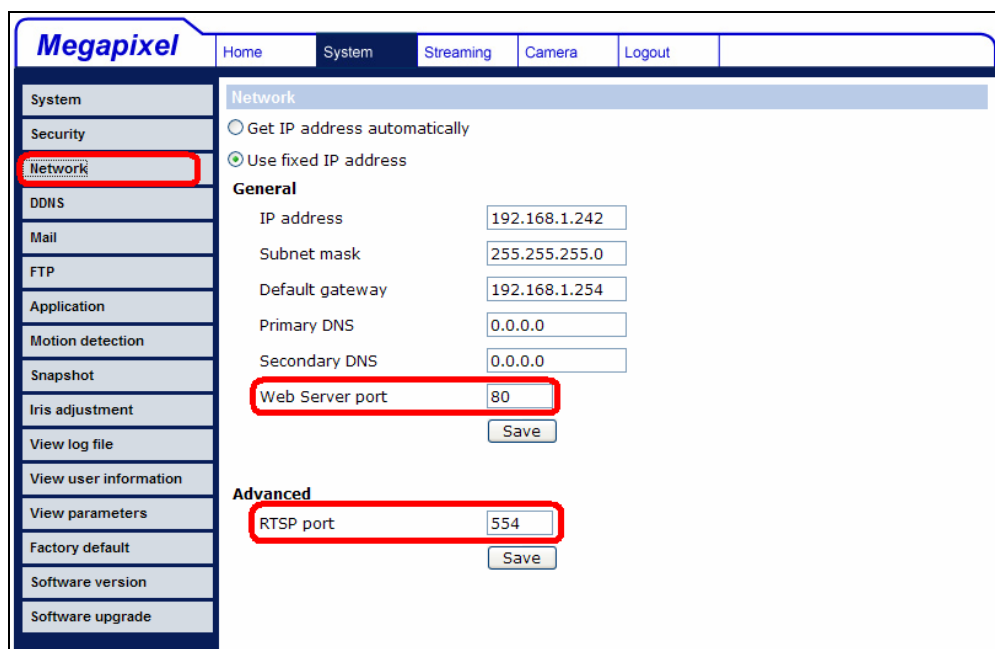 Megapixel
Home System Streaming Camera Logout
System
Security
Network
DDNS
Mail
FTP
Application
Motion detection
Snapshot
Iris adjustment
View log file
View user information
View parameters
Factory default
Software version
Software upgrade
Network
Get IP address automatically
Use fixed IP address
General
IP address 192.168.1.242
Subnet mask 255.255.255.0
Default gateway 192.168.1.254
Primary DNS 0.0.0.0
Secondary DNS 0.0.0.0
Web Server port 80
Save
Advanced
RTSP port 554
Save